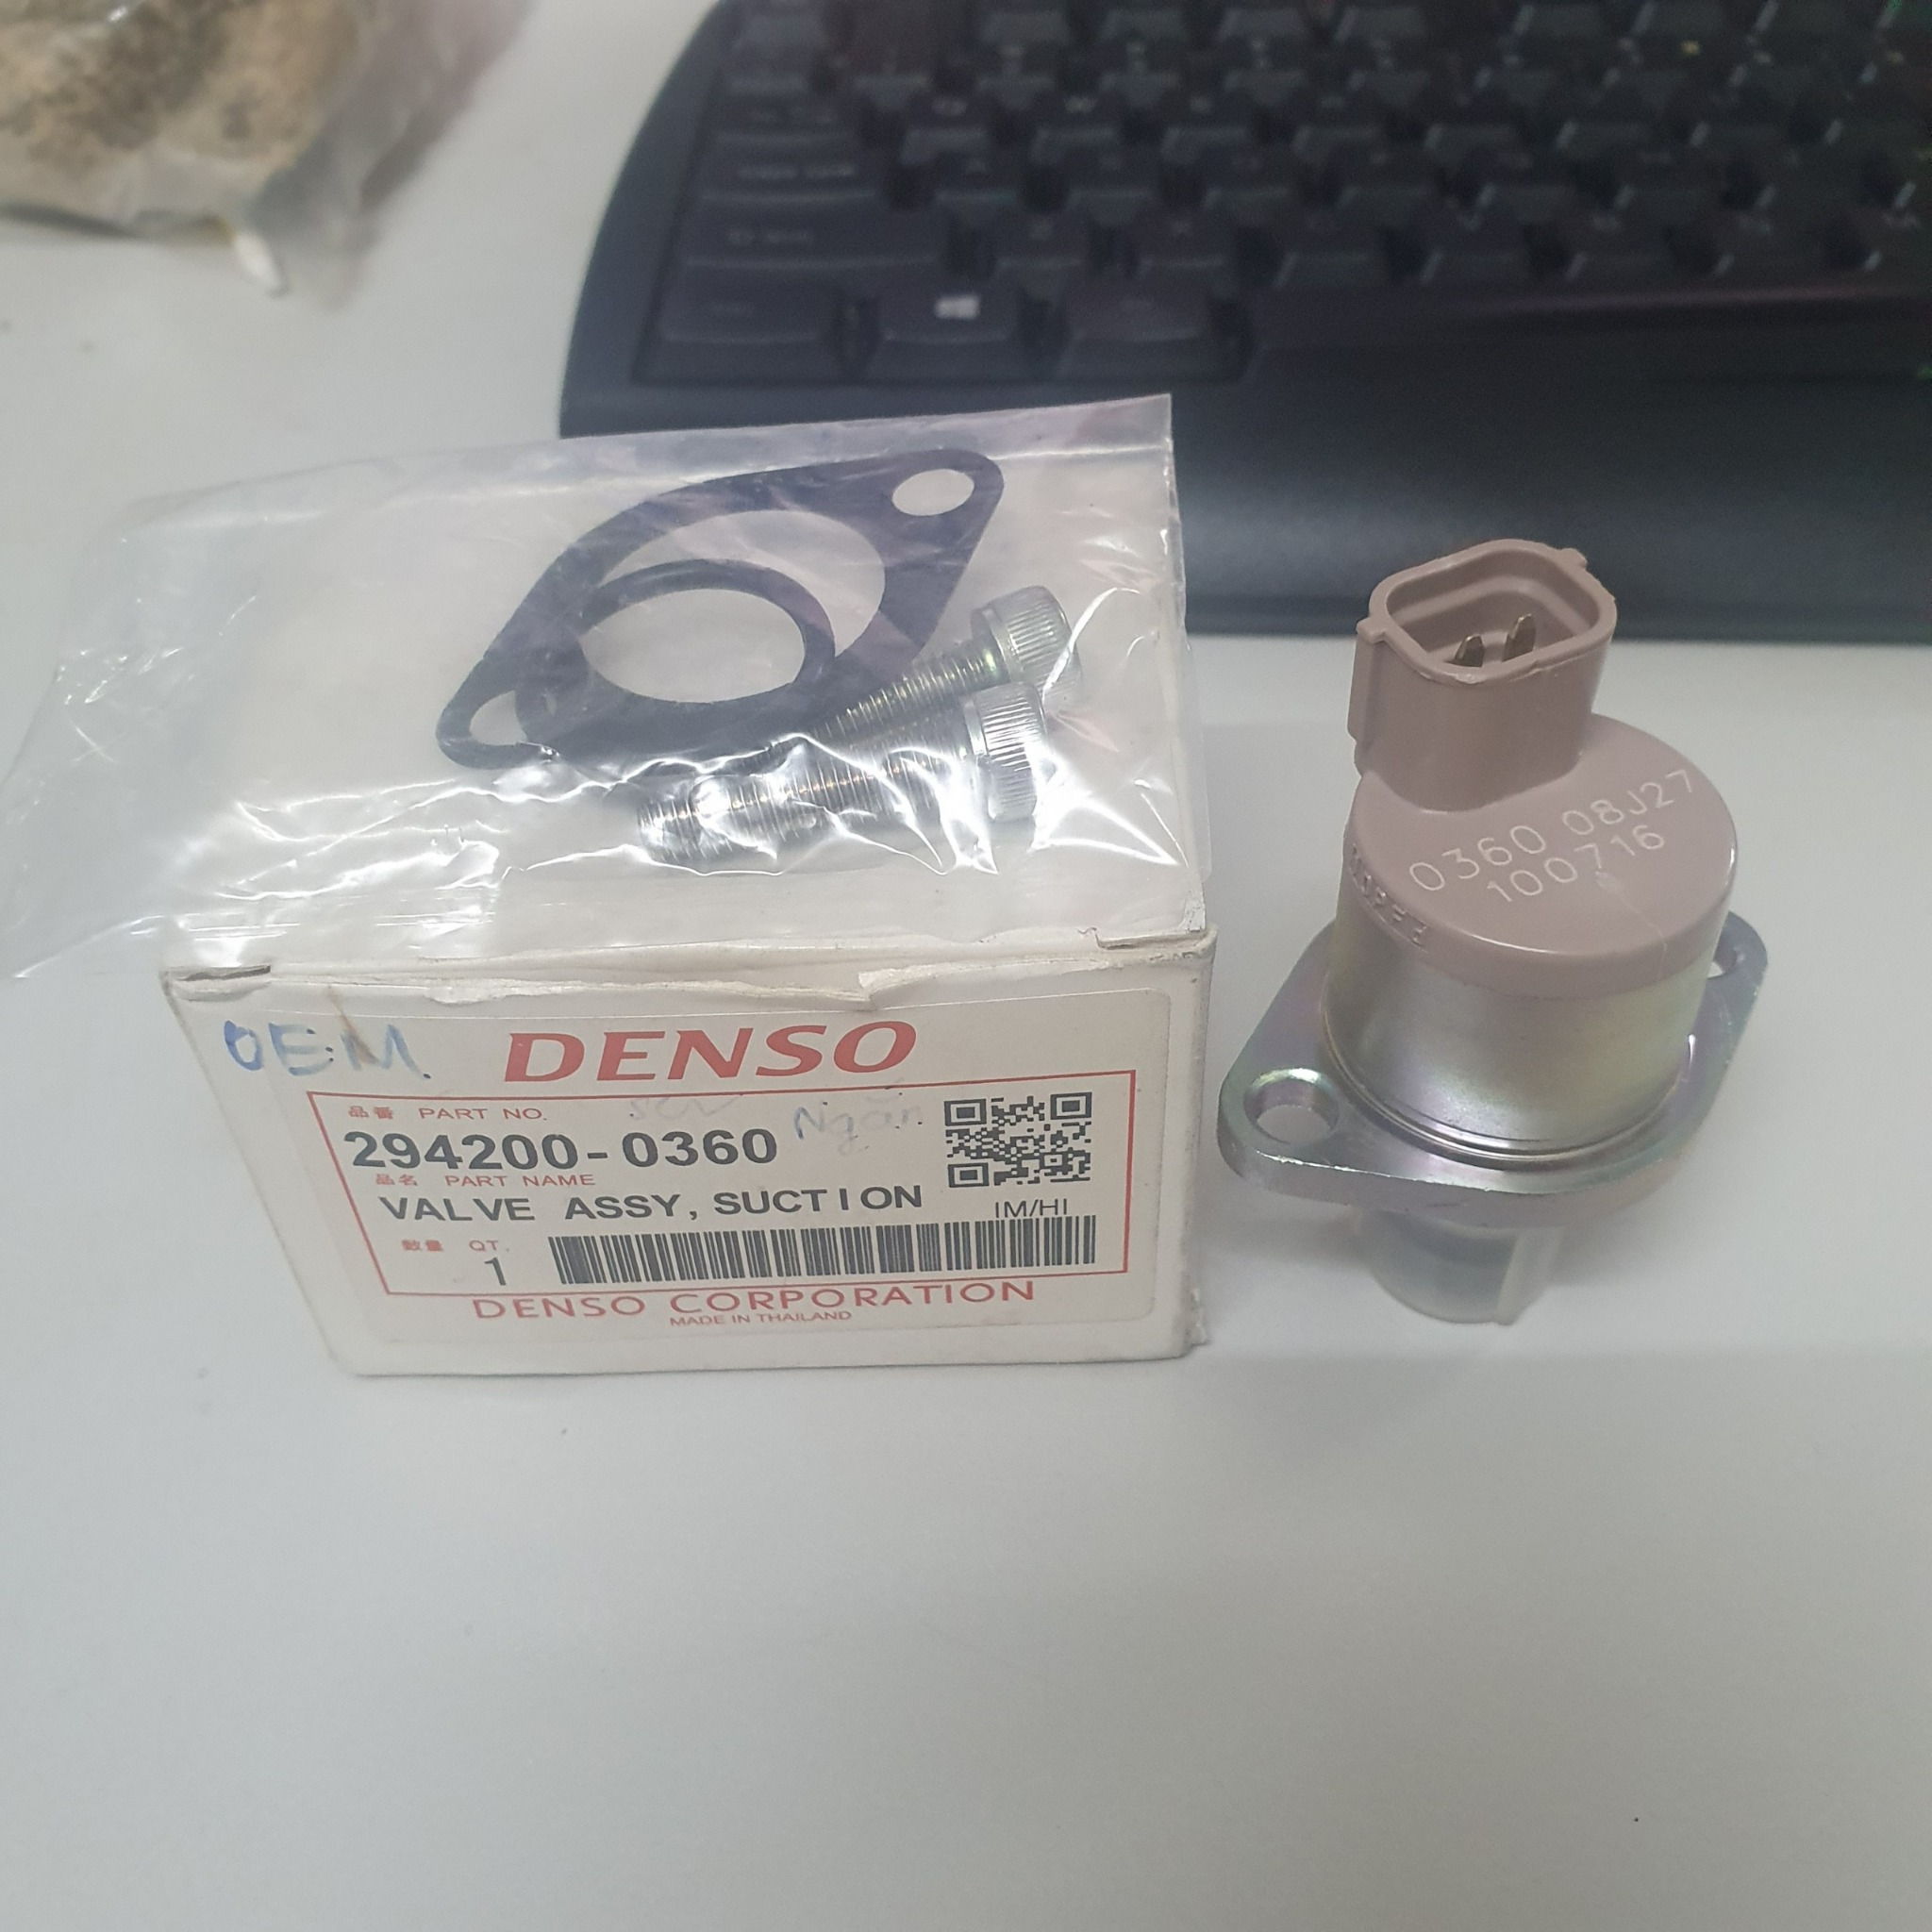 OEM
DENSO
品番 PART NO.
294200-0360
Ngắn
品名 PART NAME
VALVE ASSY, SUCTION
IM/HI
数量 QT.
1
DENSO CORPORATION
MADE IN THAILAND
0360 08J27
100716